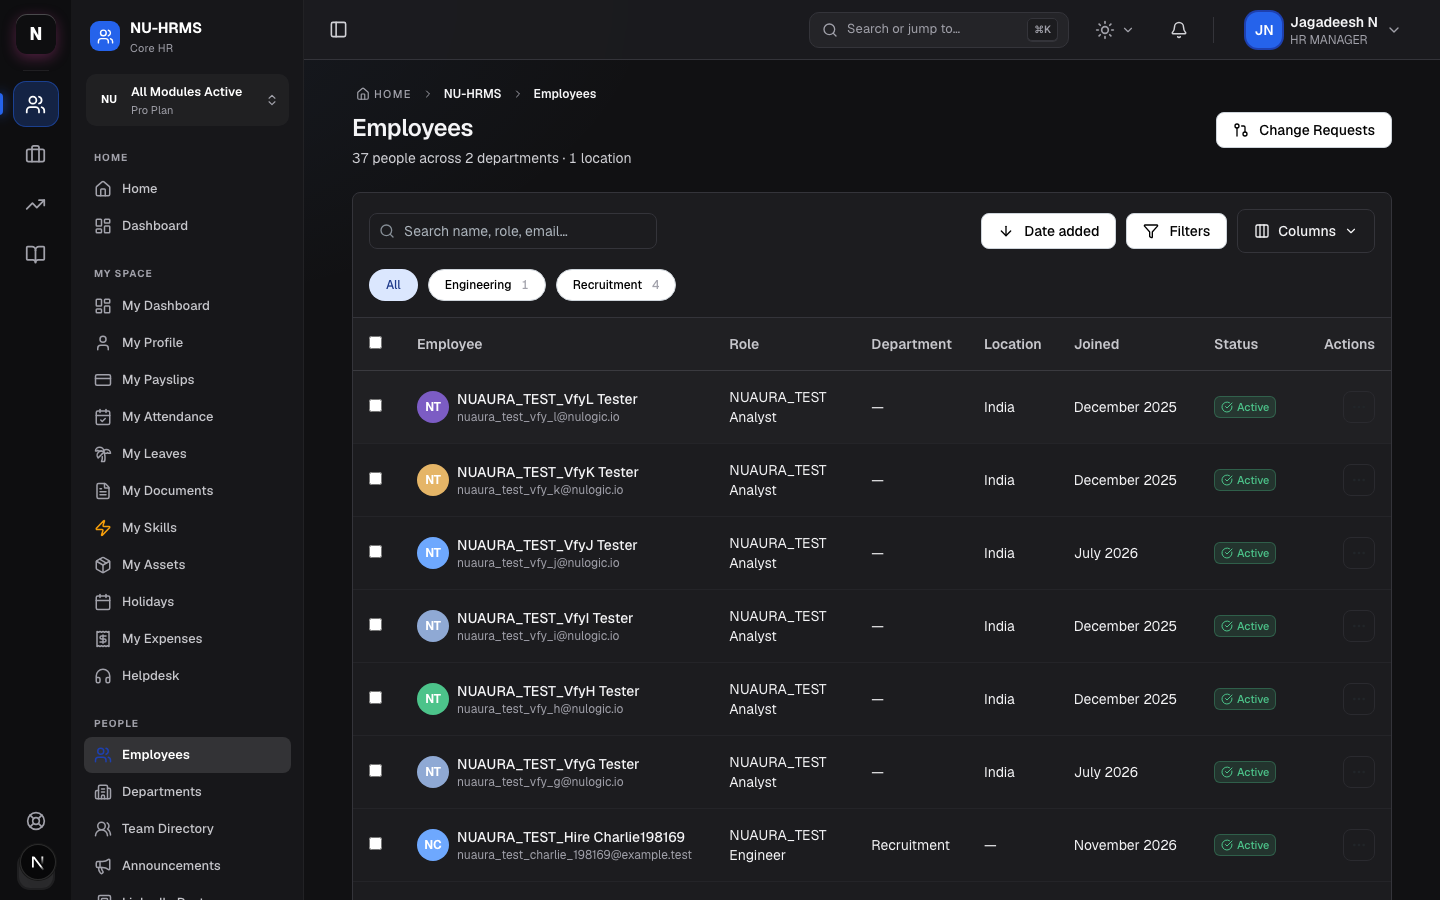 N
NU-HRMS
Core HR
NU
All Modules Active
Pro Plan
HOME
Home
Dashboard
MY SPACE
My Dashboard
My Profile
My Payslips
My Attendance
My Leaves
My Documents
My Skills
My Assets
Holidays
My Expenses
Helpdesk
PEOPLE
Employees
Departments
Team Directory
Announcements
N
Search or jump to...
⌘K
JN
Jagadeesh N
HR MANAGER
HOME > NU-HRMS > Employees
Employees
37 people across 2 departments · 1 location
Change Requests
Search name, role, email...
Date added
Filters
Columns
All
Engineering 1
Recruitment 4
Employee Role Department Location Joined Status Actions
NT
NUAURA_TEST_VfyL Tester
nuaura_test_vfy_l@nulogic.io
NUAURA_TEST
Analyst
—
India
December 2025
Active
NT
NUAURA_TEST_VfyK Tester
nuaura_test_vfy_k@nulogic.io
NUAURA_TEST
Analyst
—
India
December 2025
Active
NT
NUAURA_TEST_VfyJ Tester
nuaura_test_vfy_j@nulogic.io
NUAURA_TEST
Analyst
—
India
July 2026
Active
NT
NUAURA_TEST_VfyI Tester
nuaura_test_vfy_i@nulogic.io
NUAURA_TEST
Analyst
—
India
December 2025
Active
NT
NUAURA_TEST_VfyH Tester
nuaura_test_vfy_h@nulogic.io
NUAURA_TEST
Analyst
—
India
December 2025
Active
NT
NUAURA_TEST_VfyG Tester
nuaura_test_vfy_g@nulogic.io
NUAURA_TEST
Analyst
—
India
July 2026
Active
NC
NUAURA_TEST_Hire Charlie198169
nuaura_test_charlie_198169@example.test
NUAURA_TEST
Engineer
Recruitment
—
November 2026
Active